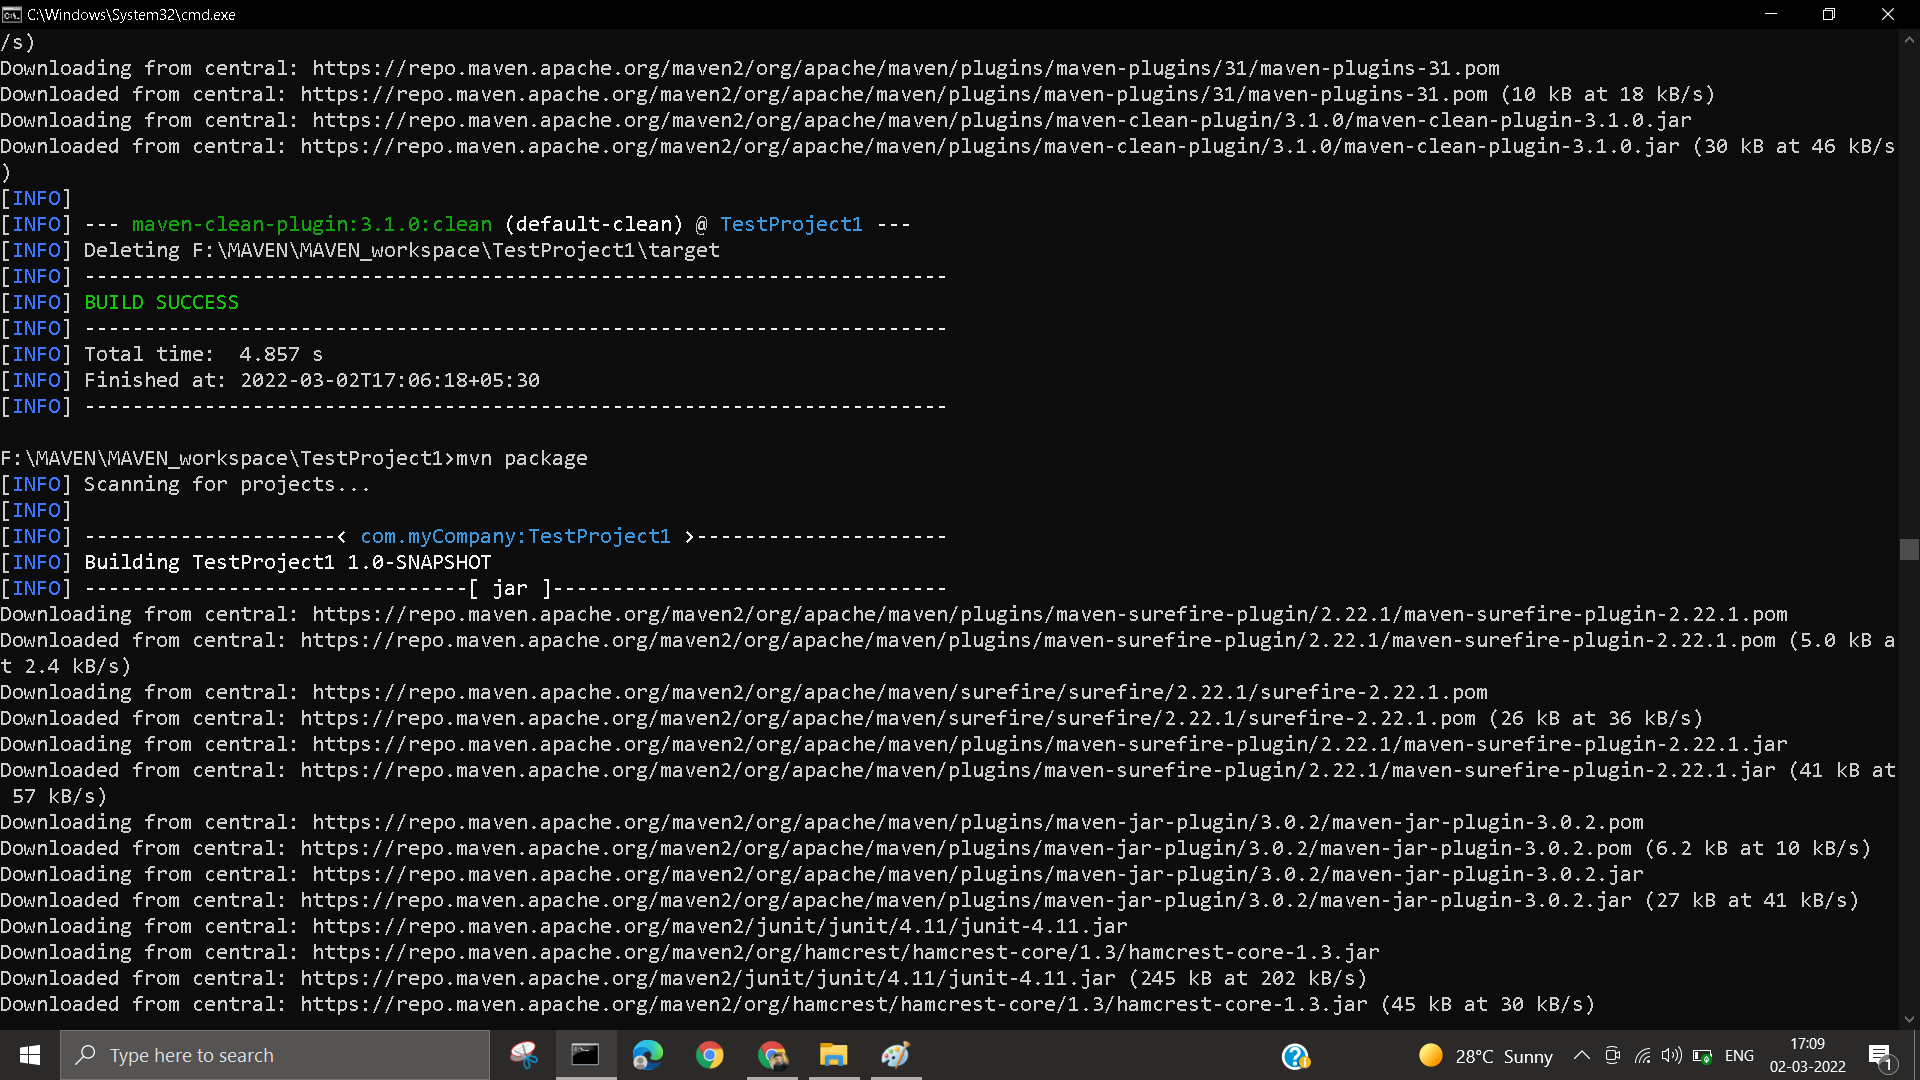 C:\Windows\System32\cmd.exe
/s)
Downloading from central: https://repo.maven.apache.org/maven2/org/apache/maven/plugins/maven-plugins/31/maven-plugins-31.pom
Downloaded from central: https://repo.maven.apache.org/maven2/org/apache/maven/plugins/maven-plugins/31/maven-plugins-31.pom (10 kB at 18 kB/s)
Downloading from central: https://repo.maven.apache.org/maven2/org/apache/maven/plugins/maven-clean-plugin/3.1.0/maven-clean-plugin-3.1.0.jar
Downloaded from central: https://repo.maven.apache.org/maven2/org/apache/maven/plugins/maven-clean-plugin/3.1.0/maven-clean-plugin-3.1.0.jar (30 kB at 46 kB/s
)
[INFO]
[INFO] --- maven-clean-plugin:3.1.0:clean (default-clean) @ TestProject1 ---
[INFO] Deleting F:\MAVEN\MAVEN_workspace\TestProject1\target
[INFO] ------------------------------------------------------------------------
[INFO] BUILD SUCCESS
[INFO] ------------------------------------------------------------------------
[INFO] Total time:  4.857 s
[INFO] Finished at: 2022-03-02T17:06:18+05:30
[INFO] ------------------------------------------------------------------------
F:\MAVEN\MAVEN_workspace\TestProject1>mvn package
[INFO] Scanning for projects...
[INFO]
[INFO] ---------------------< com.myCompany:TestProject1 >---------------------
[INFO] Building TestProject1 1.0-SNAPSHOT
[INFO] --------------------------------[ jar ]---------------------------------
Downloading from central: https://repo.maven.apache.org/maven2/org/apache/maven/plugins/maven-surefire-plugin/2.22.1/maven-surefire-plugin-2.22.1.pom
Downloaded from central: https://repo.maven.apache.org/maven2/org/apache/maven/plugins/maven-surefire-plugin/2.22.1/maven-surefire-plugin-2.22.1.pom (5.0 kB a
t 2.4 kB/s)
Downloading from central: https://repo.maven.apache.org/maven2/org/apache/maven/surefire/surefire/2.22.1/surefire-2.22.1.pom
Downloaded from central: https://repo.maven.apache.org/maven2/org/apache/maven/surefire/surefire/2.22.1/surefire-2.22.1.pom (26 kB at 36 kB/s)
Downloading from central: https://repo.maven.apache.org/maven2/org/apache/maven/plugins/maven-surefire-plugin/2.22.1/maven-surefire-plugin-2.22.1.jar
Downloaded from central: https://repo.maven.apache.org/maven2/org/apache/maven/plugins/maven-surefire-plugin/2.22.1/maven-surefire-plugin-2.22.1.jar (41 kB at
 57 kB/s)
Downloading from central: https://repo.maven.apache.org/maven2/org/apache/maven/plugins/maven-jar-plugin/3.0.2/maven-jar-plugin-3.0.2.pom
Downloaded from central: https://repo.maven.apache.org/maven2/org/apache/maven/plugins/maven-jar-plugin/3.0.2/maven-jar-plugin-3.0.2.pom (6.2 kB at 10 kB/s)
Downloading from central: https://repo.maven.apache.org/maven2/org/apache/maven/plugins/maven-jar-plugin/3.0.2/maven-jar-plugin-3.0.2.jar
Downloaded from central: https://repo.maven.apache.org/maven2/org/apache/maven/plugins/maven-jar-plugin/3.0.2/maven-jar-plugin-3.0.2.jar (27 kB at 41 kB/s)
Downloading from central: https://repo.maven.apache.org/maven2/junit/junit/4.11/junit-4.11.jar
Downloading from central: https://repo.maven.apache.org/maven2/org/hamcrest/hamcrest-core/1.3/hamcrest-core-1.3.jar
Downloaded from central: https://repo.maven.apache.org/maven2/junit/junit/4.11/junit-4.11.jar (245 kB at 202 kB/s)
Downloaded from central: https://repo.maven.apache.org/maven2/org/hamcrest/hamcrest-core/1.3/hamcrest-core-1.3.jar (45 kB at 30 kB/s)
Type here to search
28°C Sunny
ENG
17:09
02-03-2022
1